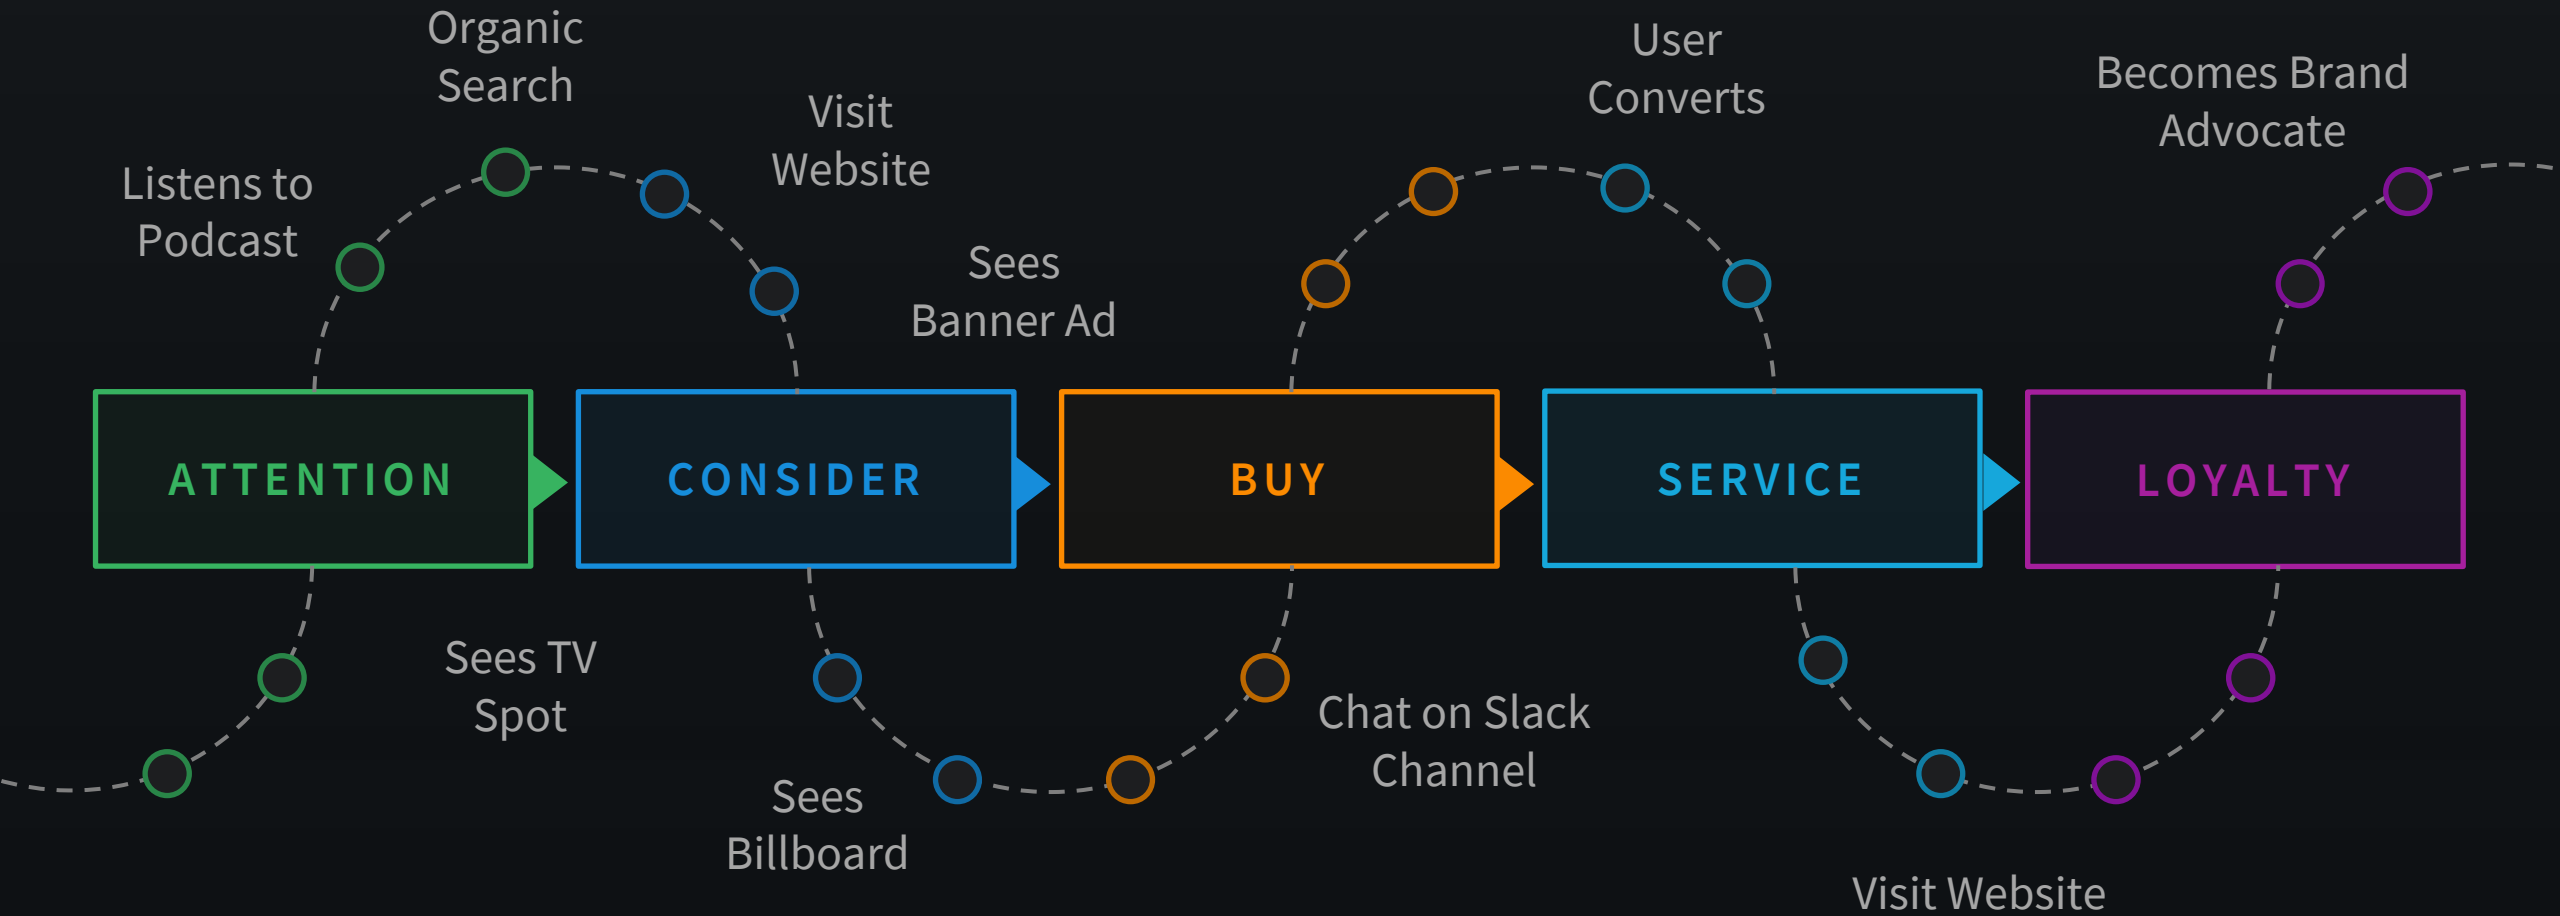 Organic
Search
User
Converts
Becomes Brand
Advocate
Visit
Website
Listens to
Podcast
Sees
Banner Ad
ATTENTION
CONSIDER
BUY
SERVICE
LOYALTY
Sees TV
Spot
Chat on Slack
Channel
Sees
Billboard
Visit Website